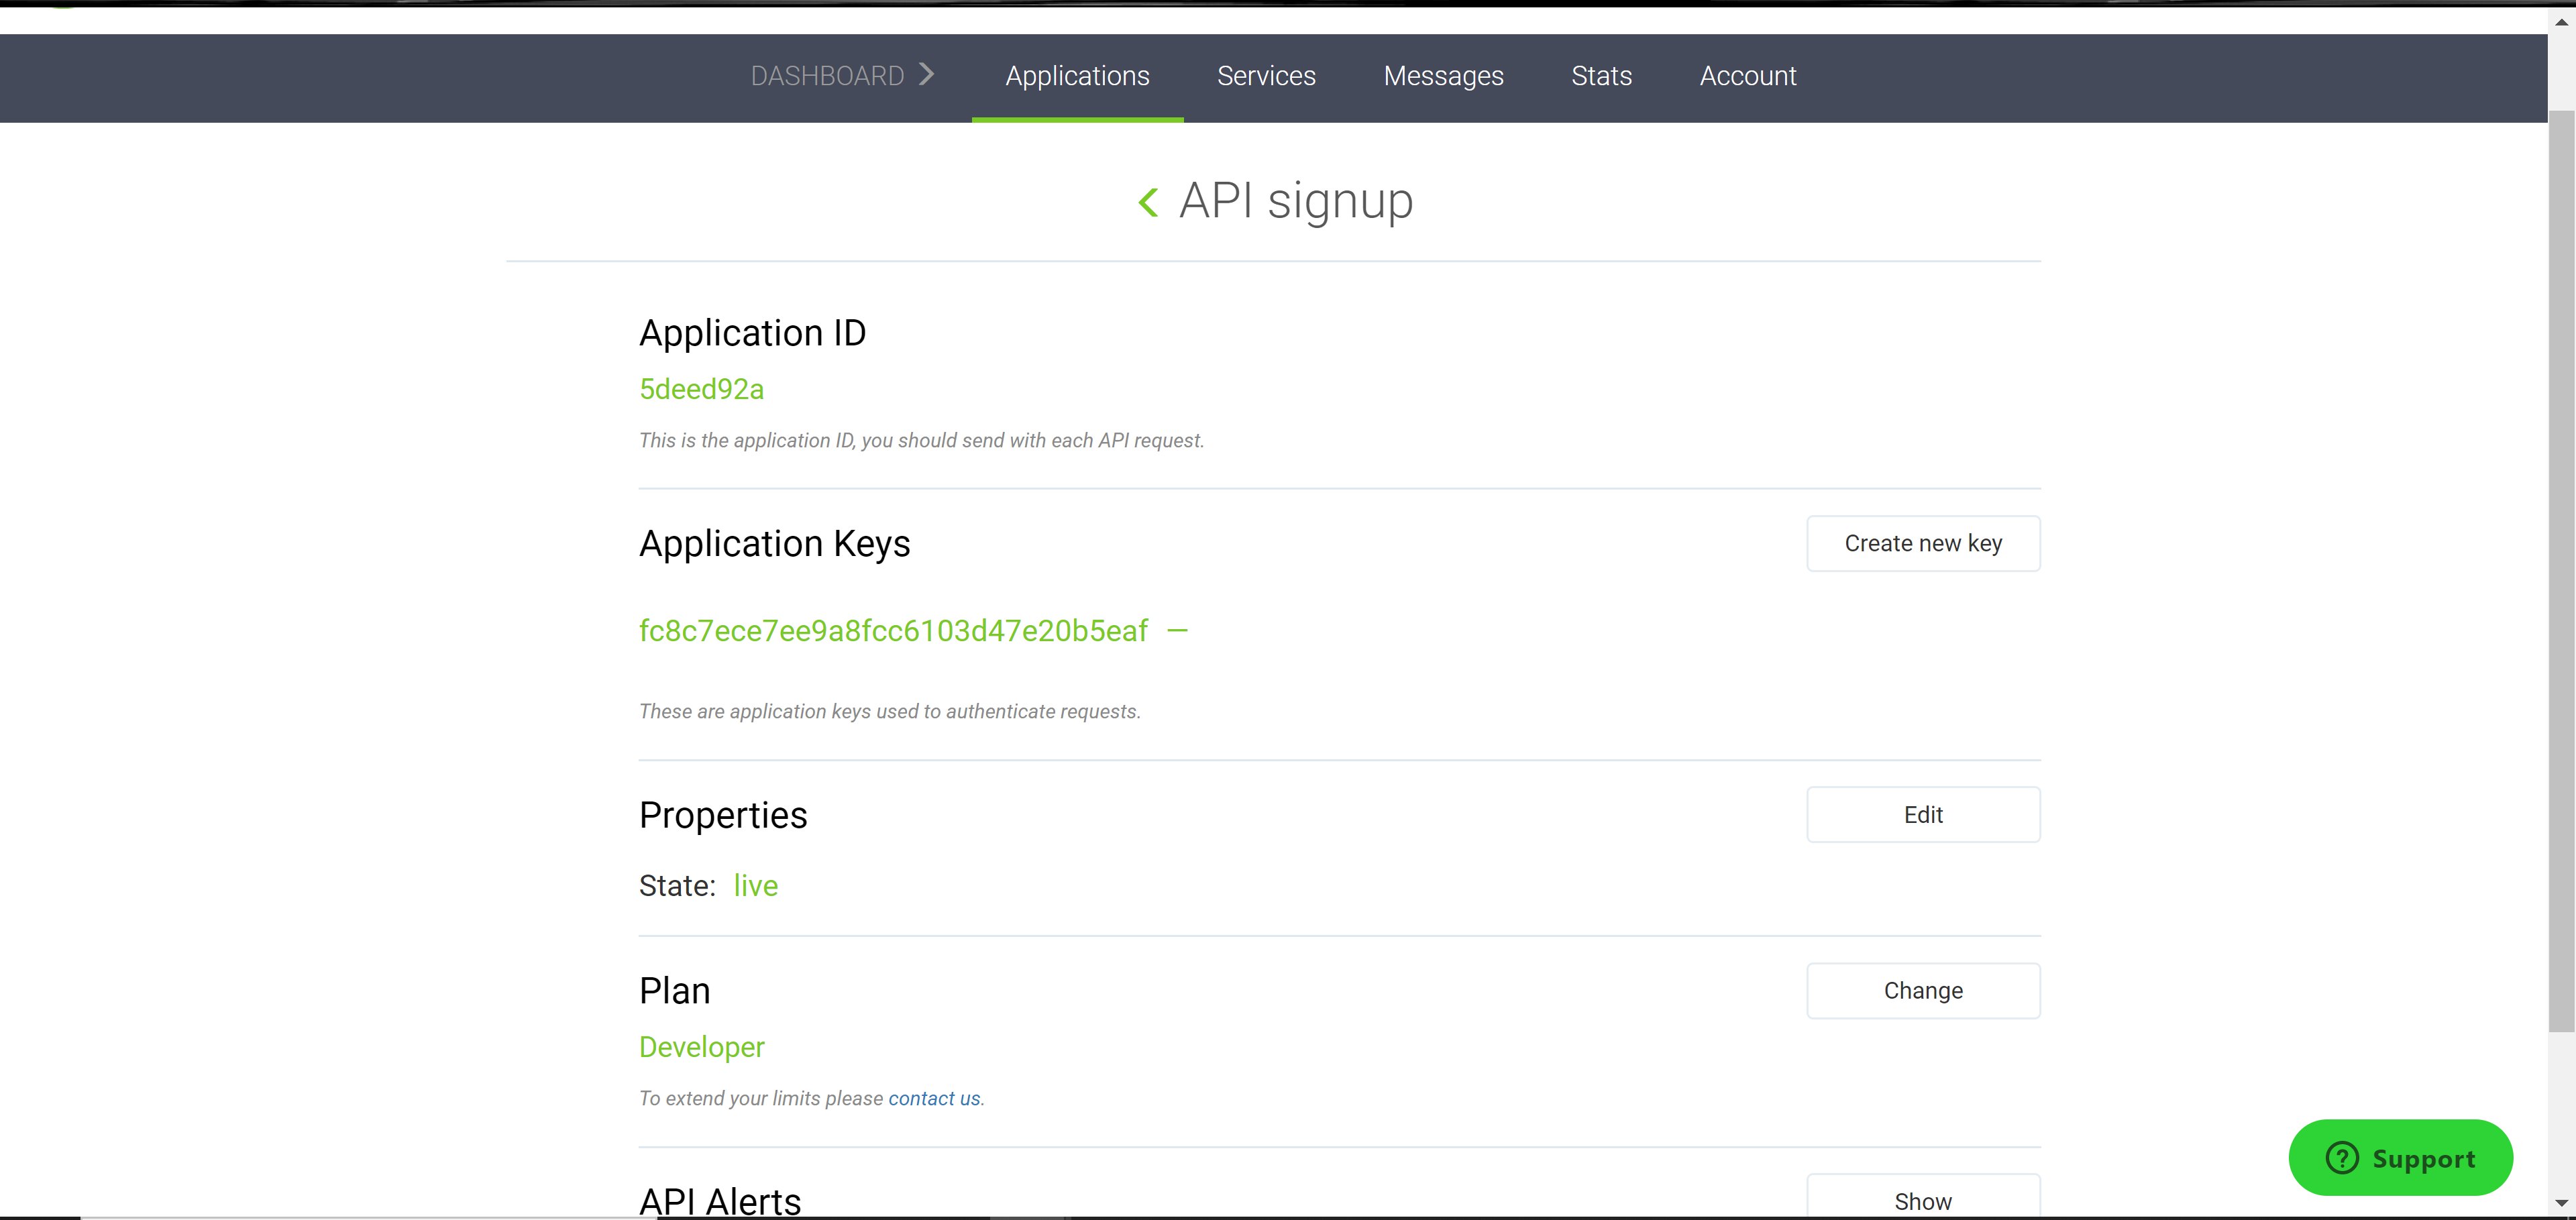 DASHBOARD Applications Services Messages Stats Account
API signup
Application ID
5deed92a
This is the application ID, you should send with each API request.
Application Keys
Create new key
fc8c7ece7ee9a8fcc6103d47e20b5eaf
These are application keys used to authenticate requests.
Properties
Edit
State: live
Plan
Change
Developer
To extend your limits please contact us.
API Alerts
Show
? Support